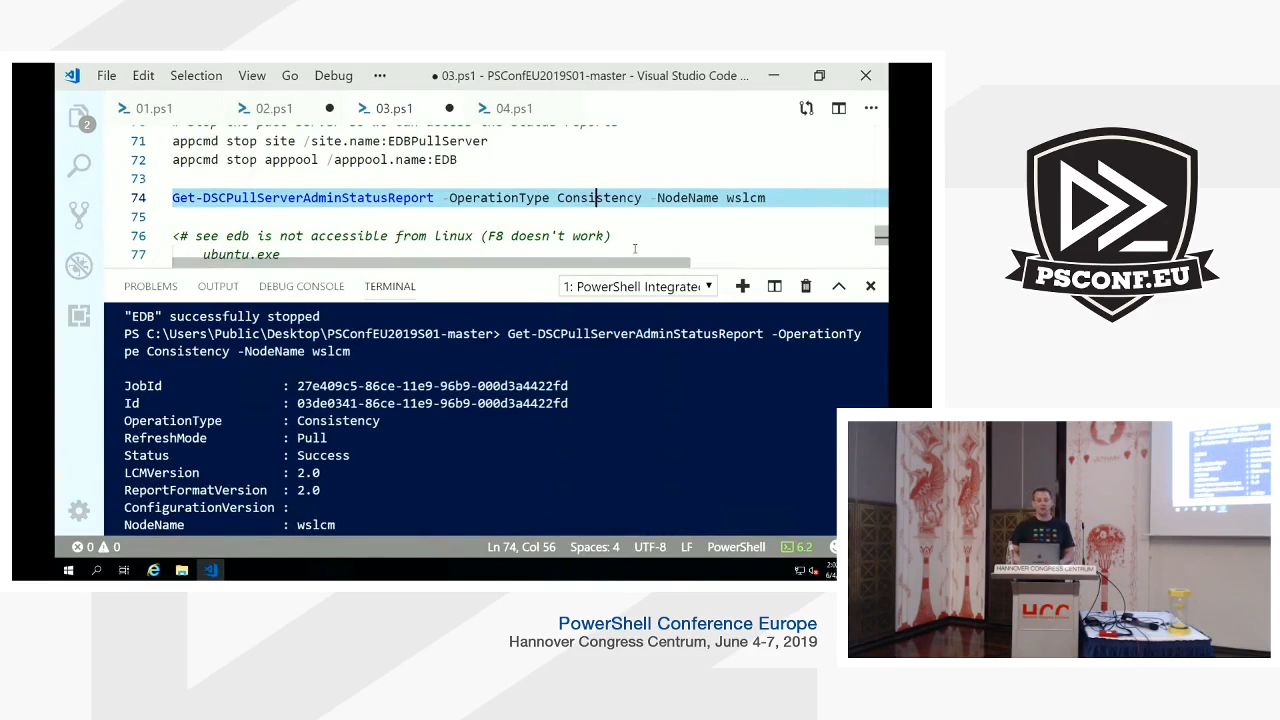 File Edit Selection View Go Debug ••• ● 03.ps1 - PSConfEU2019S01-master - Visual Studio Code ...
01.ps1 02.ps1 03.ps1 04.ps1
71 appcmd stop site /site.name:EDBPullServer
72 appcmd stop apppool /apppool.name:EDB
73
74 Get-DSCPullServerAdminStatusReport -OperationType Consistency -NodeName wslcm
75
76 <# see edb is not accessible from linux (F8 doesn't work)
77 ubuntu.exe
2
PROBLEMS OUTPUT DEBUG CONSOLE TERMINAL 1: PowerShell Integrate
"EDB" successfully stopped
PS C:\Users\Public\Desktop\PSConfEU2019S01-master> Get-DSCPullServerAdminStatusReport -OperationTy
pe Consistency -NodeName wslcm
JobId : 27e409c5-86ce-11e9-96b9-000d3a4422fd
Id : 03de0341-86ce-11e9-96b9-000d3a4422fd
OperationType : Consistency
RefreshMode : Pull
Status : Success
LCMVersion : 2.0
ReportFormatVersion : 2.0
ConfigurationVersion :
NodeName : wslcm
0 0 Ln 74, Col 56 Spaces: 4 UTF-8 LF PowerShell 6.2
PSCONF.EU
HANNOVER CONGRESS CENTRUM
HCC
PowerShell Conference Europe
Hannover Congress Centrum, June 4-7, 2019